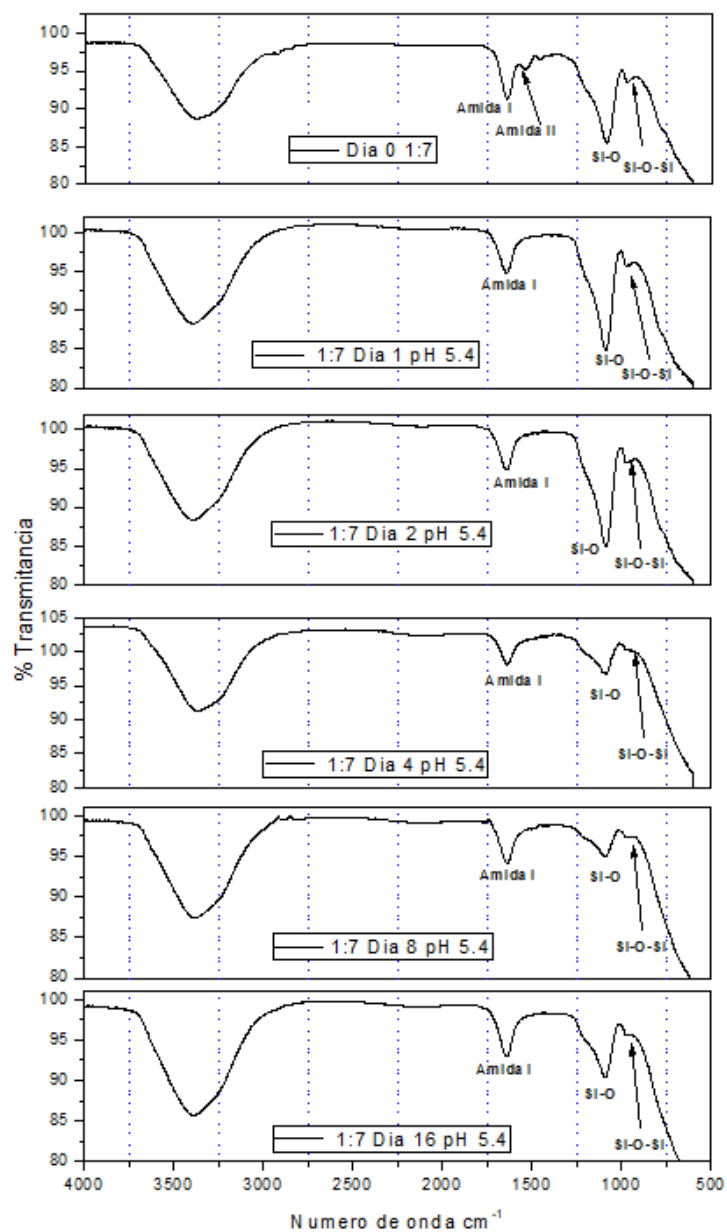 % Transmitancia
100
95
90
85
80
Amida I
Amida II
Dia 0 1:7
Si-O
Si-O-Si
100
95
90
85
80
Amida I
1:7 Dia 1 pH 5.4
Si-O
Si-O-Si
100
95
90
85
80
Amida I
1:7 Dia 2 pH 5.4
Si-O
Si-O-Si
105
100
95
90
85
80
Amida I
Si-O
1:7 Dia 4 pH 5.4
Si-O-Si
100
95
90
85
80
Amida I
Si-O
1:7 Dia 8 pH 5.4
Si-O-Si
100
95
90
85
80
Amida I
Si-O
1:7 Dia 16 pH 5.4
Si-O-Si
4000 3500 3000 2500 2000 1500 1000 500
Numero de onda cm⁻¹